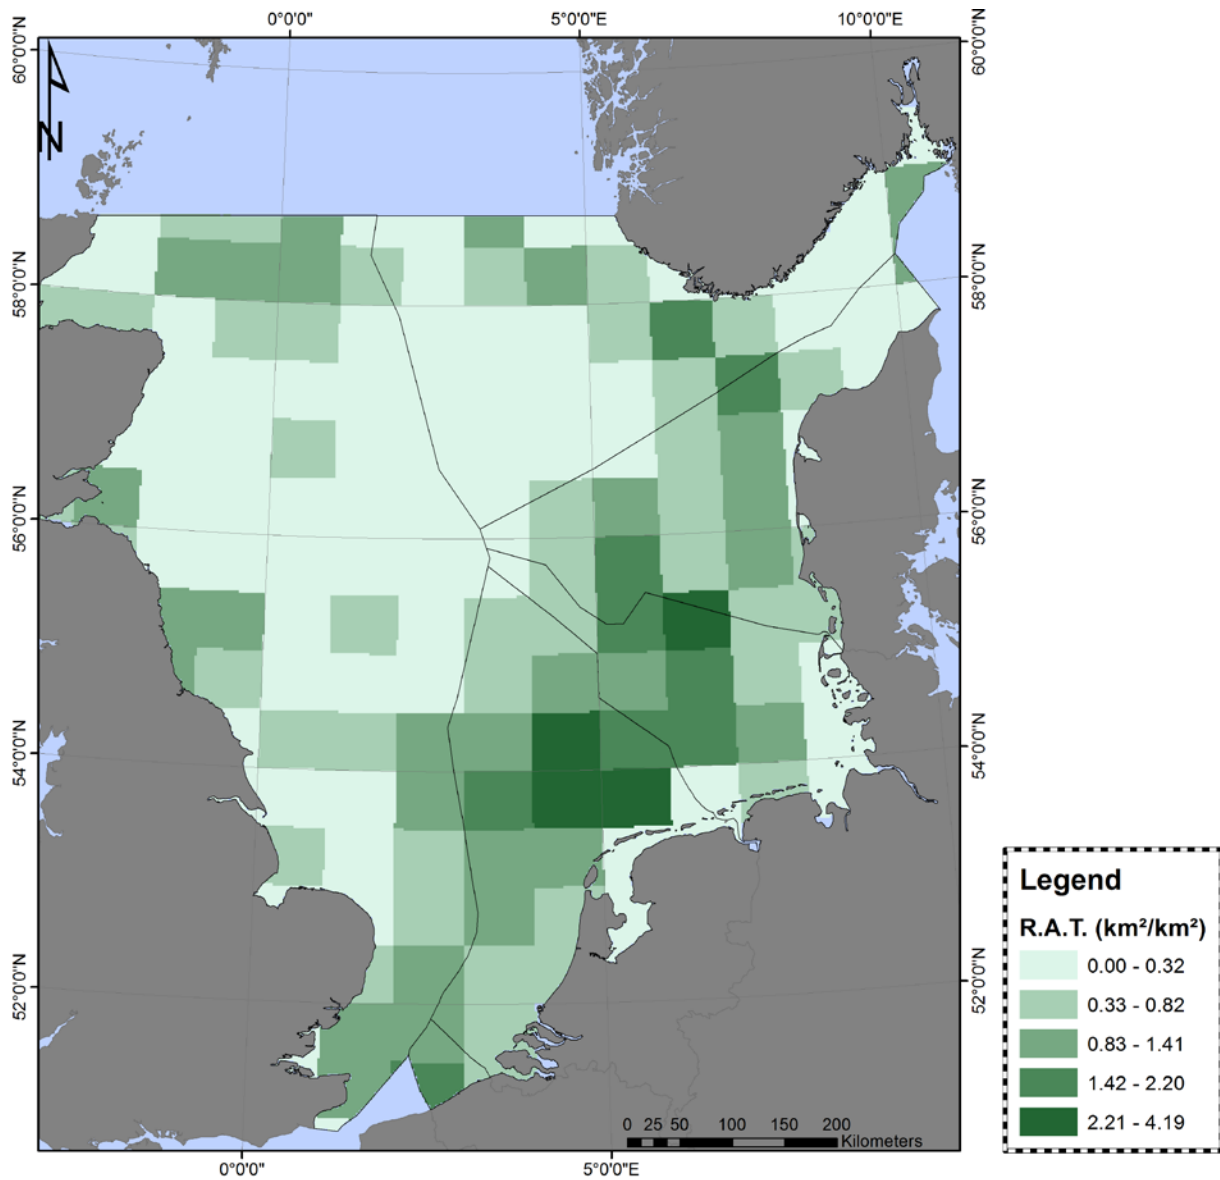 0°0'0" 5°0'0"E 10°0'0"E
60°0'0"N 60°0'0"N
N
58°0'0"N 58°0'0"N
56°0'0"N 56°0'0"N
54°0'0"N 54°0'0"N
52°0'0"N 52°0'0"N
0 25 50 100 150 200
Kilometers
0°0'0" 5°0'0"E
Legend
R.A.T. (km²/km²)
0.00 - 0.32
0.33 - 0.82
0.83 - 1.41
1.42 - 2.20
2.21 - 4.19